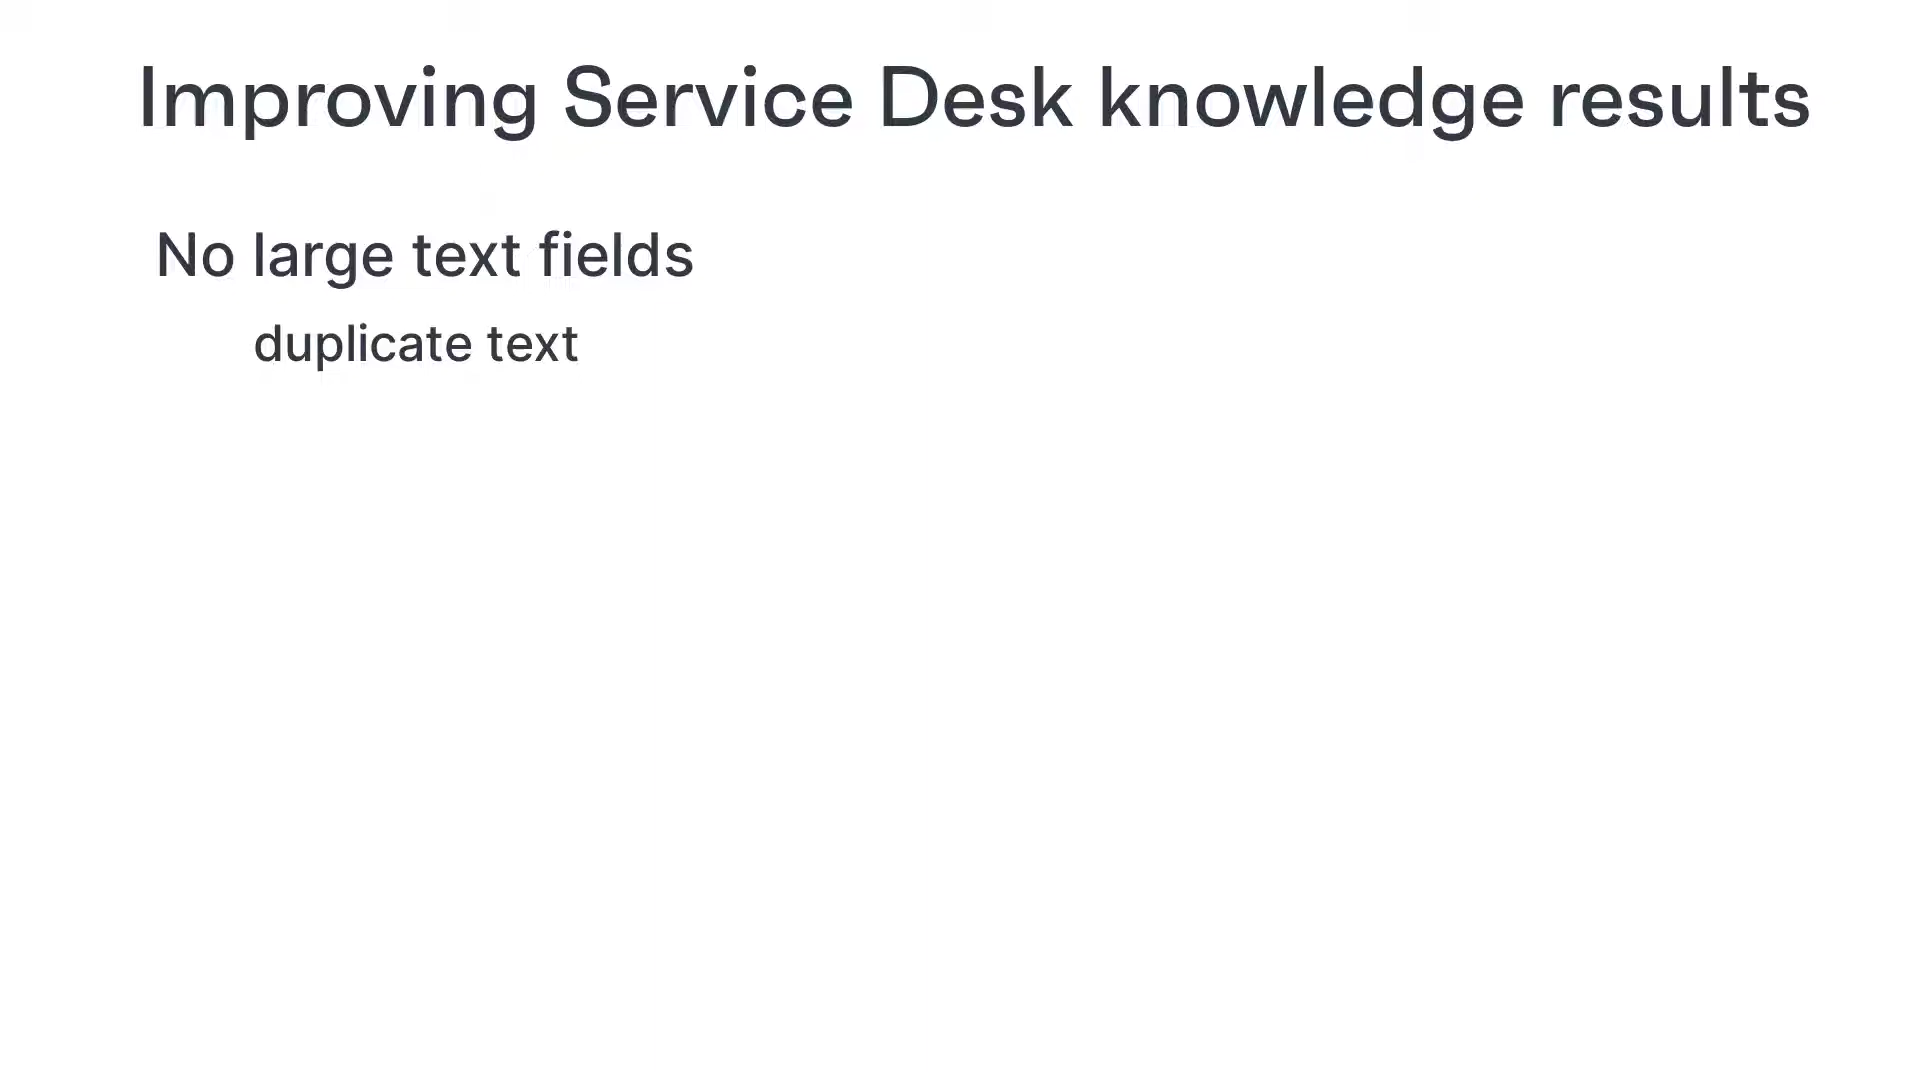 Improving Service Desk knowledge results
No large text fields
duplicate text